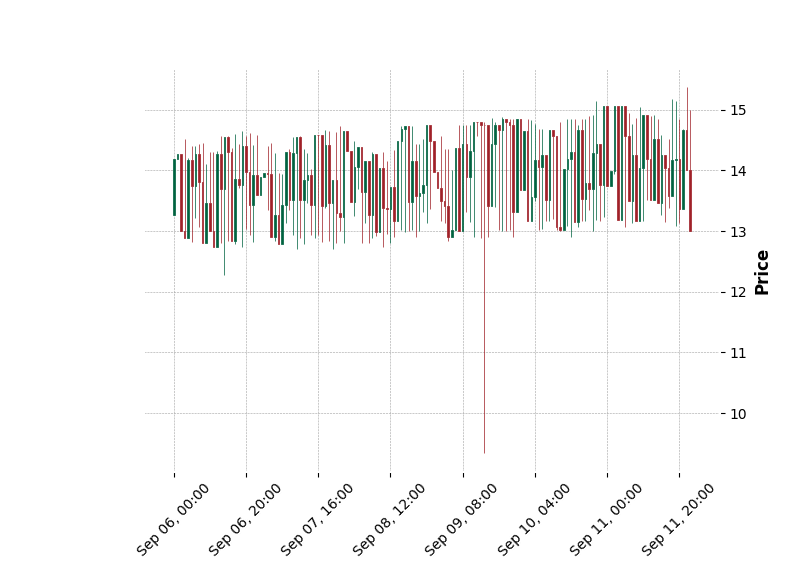 15
14
13
12
11
10
Price
Sep 06, 00:00
Sep 06, 20:00
Sep 07, 16:00
Sep 08, 12:00
Sep 09, 08:00
Sep 10, 04:00
Sep 11, 00:00
Sep 11, 20:00